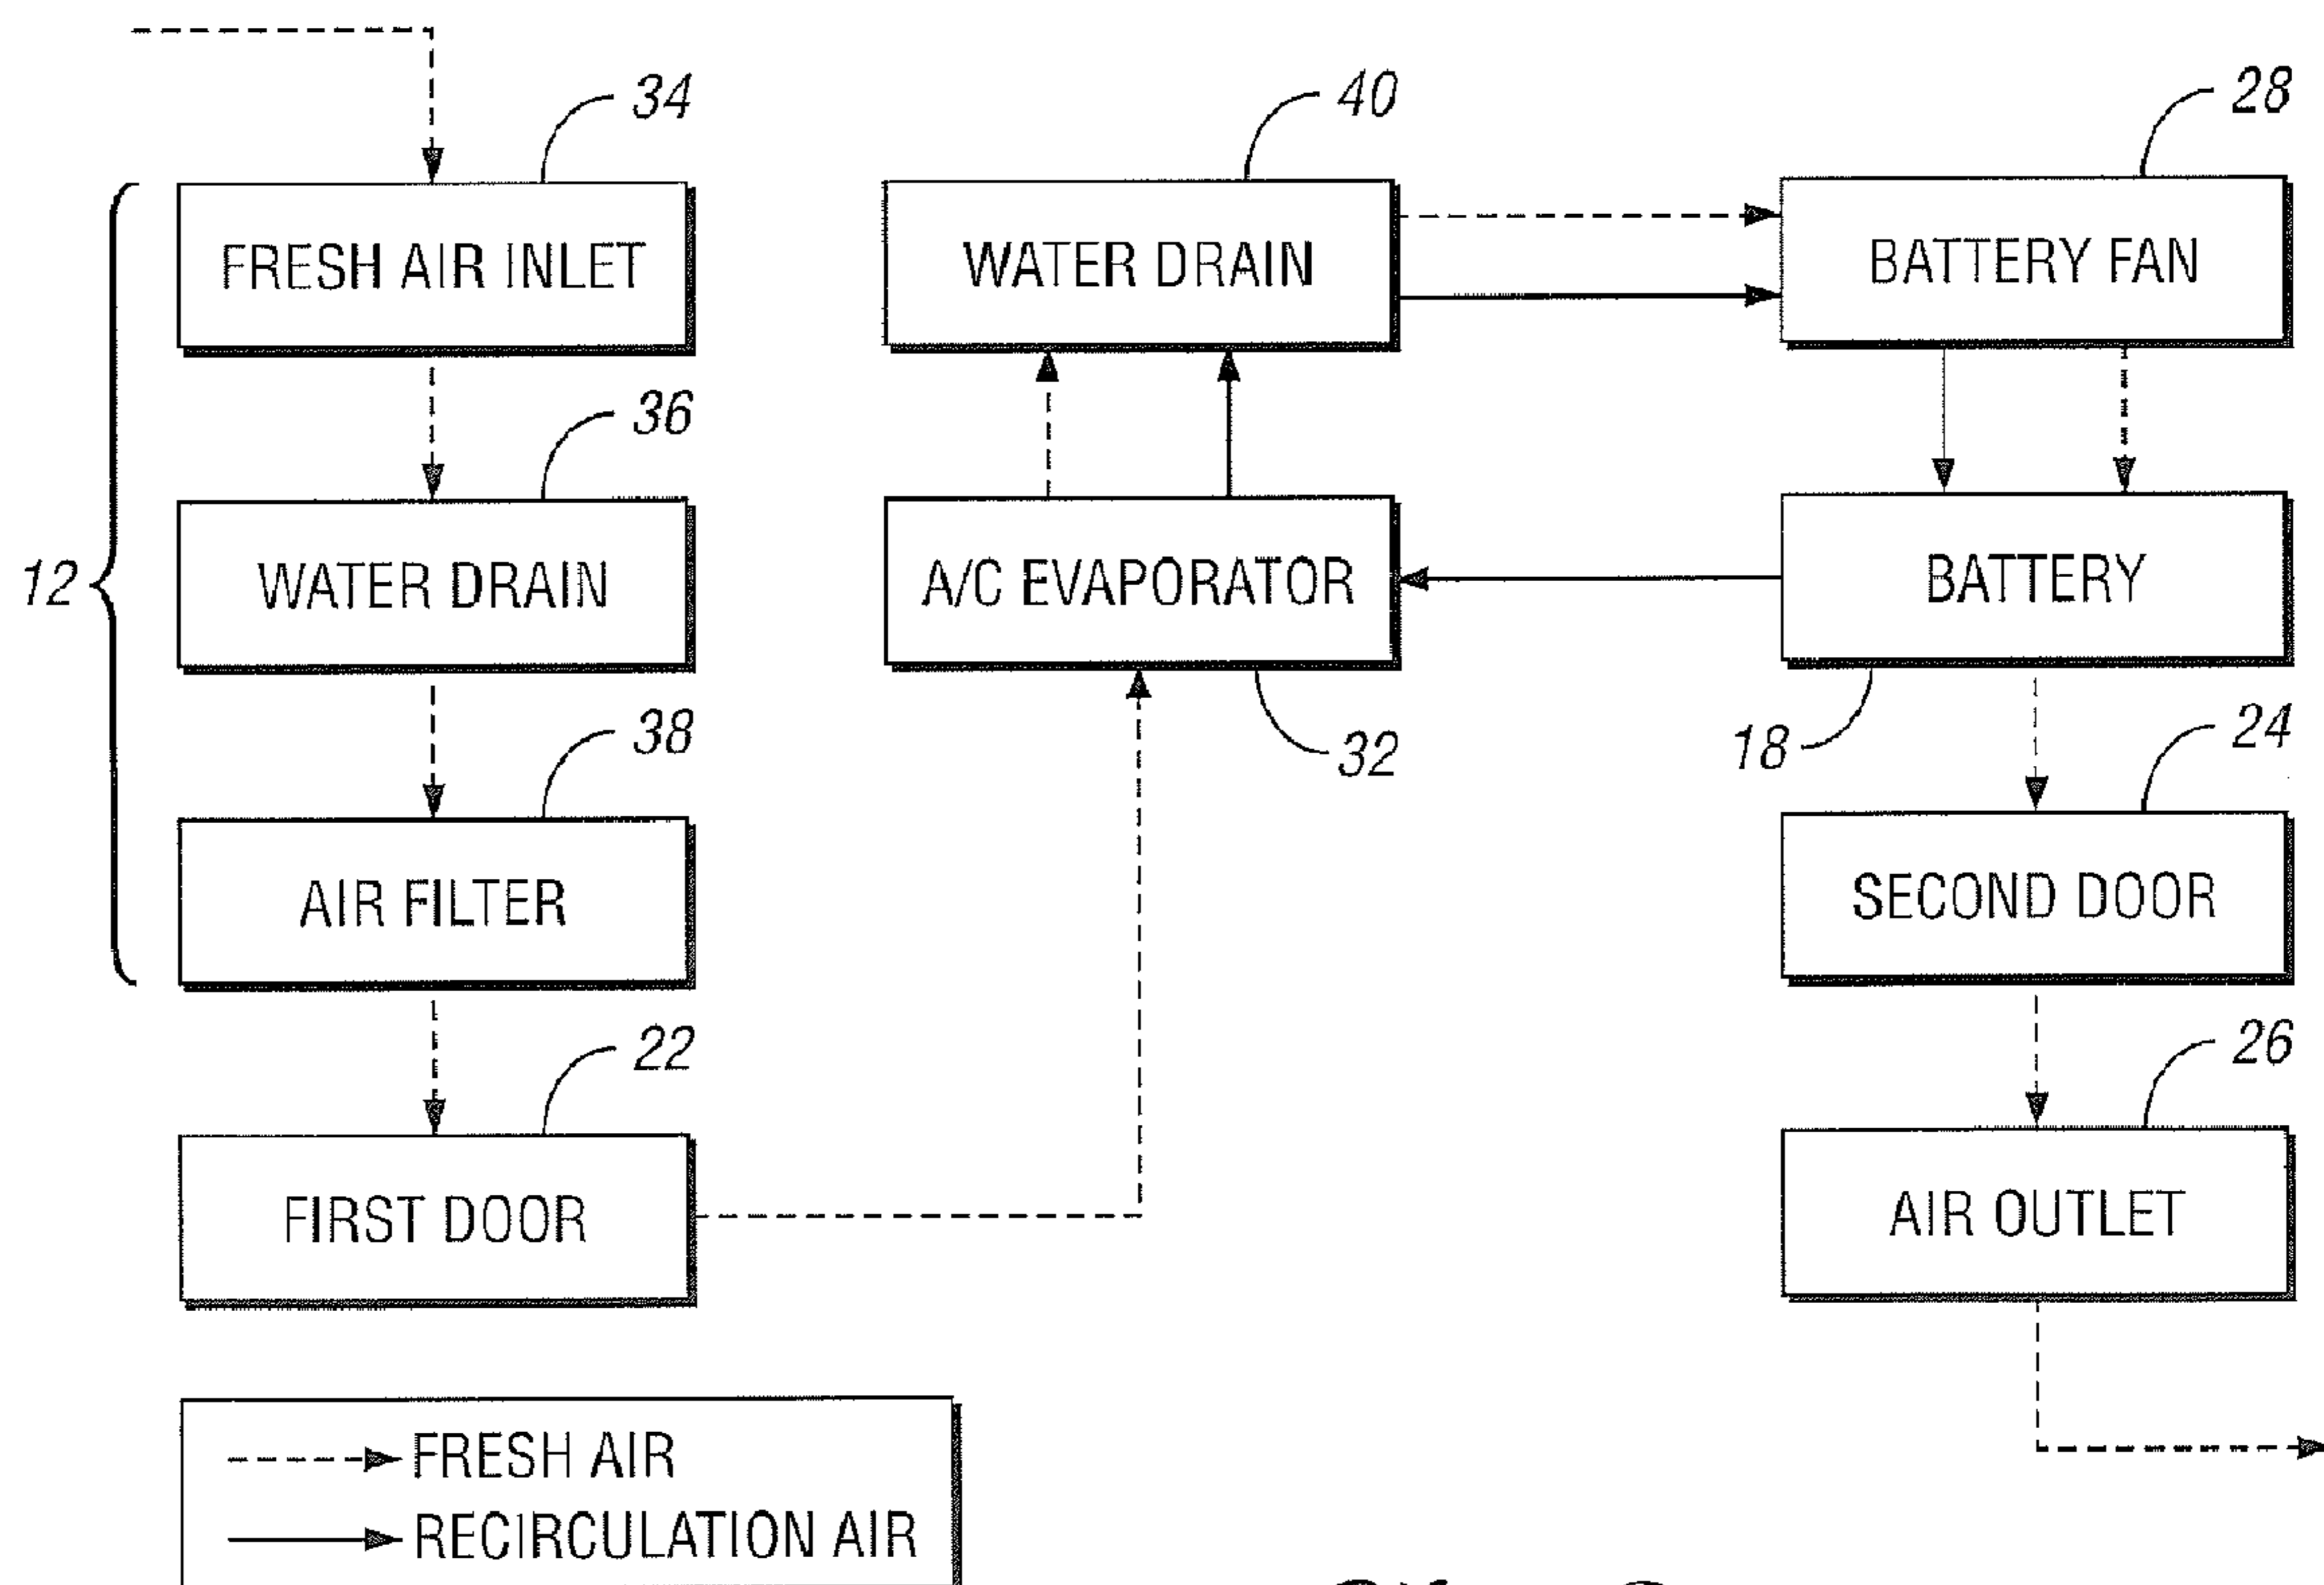 34
40
28
FRESH AIR INLET
WATER DRAIN
BATTERY FAN
36
12
WATER DRAIN
A/C EVAPORATOR
BATTERY
38
32
18
24
AIR FILTER
SECOND DOOR
22
26
FIRST DOOR
AIR OUTLET
FRESH AIR
RECIRCULATION AIR